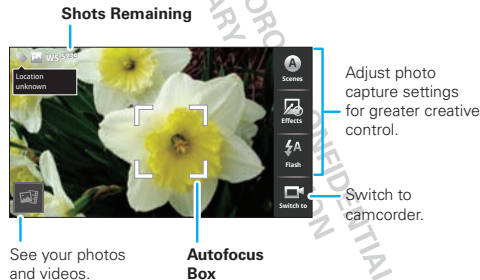 Shots Remaining
Location
unknown
Scenes
Effects
Flash
Switch to
Adjust photo
capture settings
for greater creative
control.
Switch to
camcorder.
See your photos
and videos.
Autofocus
Box